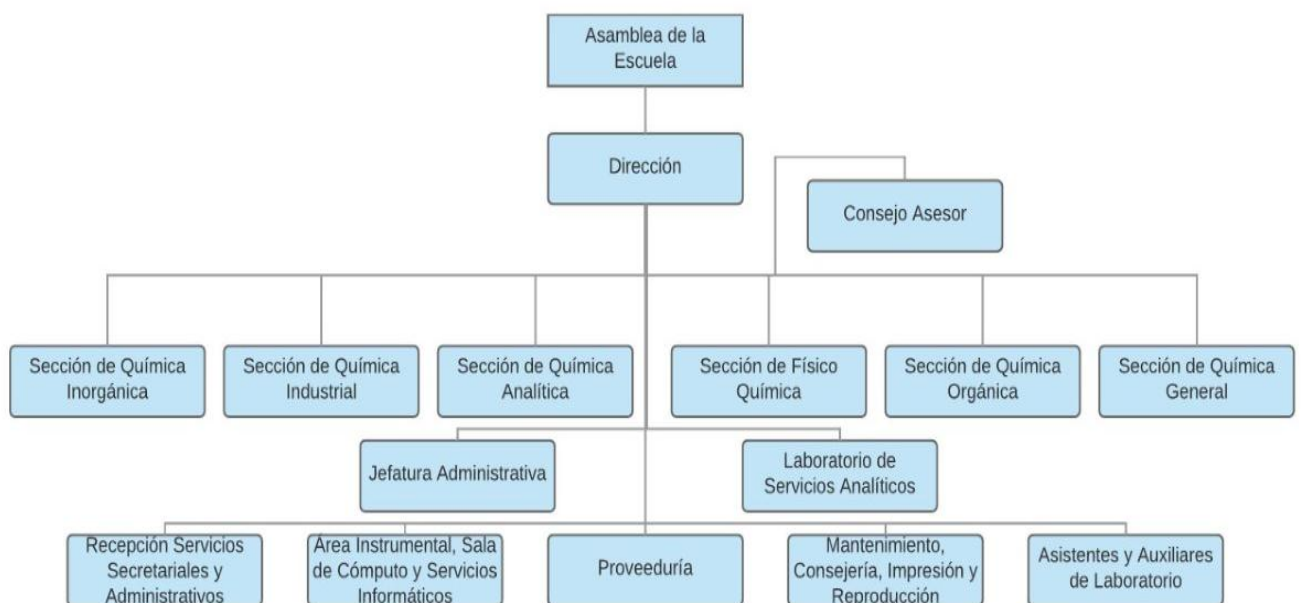 Asamblea de la
Escuela
Dirección
Consejo Asesor
Sección de Química
Inorgánica
Sección de Química
Industrial
Sección de Química
Analítica
Sección de Físico
Química
Sección de Química
Orgánica
Sección de Química
General
Jefatura Administrativa
Laboratorio de
Servicios Analíticos
Recepción Servicios
Secretariales y
Administrativos
Área Instrumental, Sala
de Cómputo y Servicios
Informáticos
Proveeduría
Mantenimiento,
Consejería, Impresión y
Reproducción
Asistentes y Auxiliares
de Laboratorio